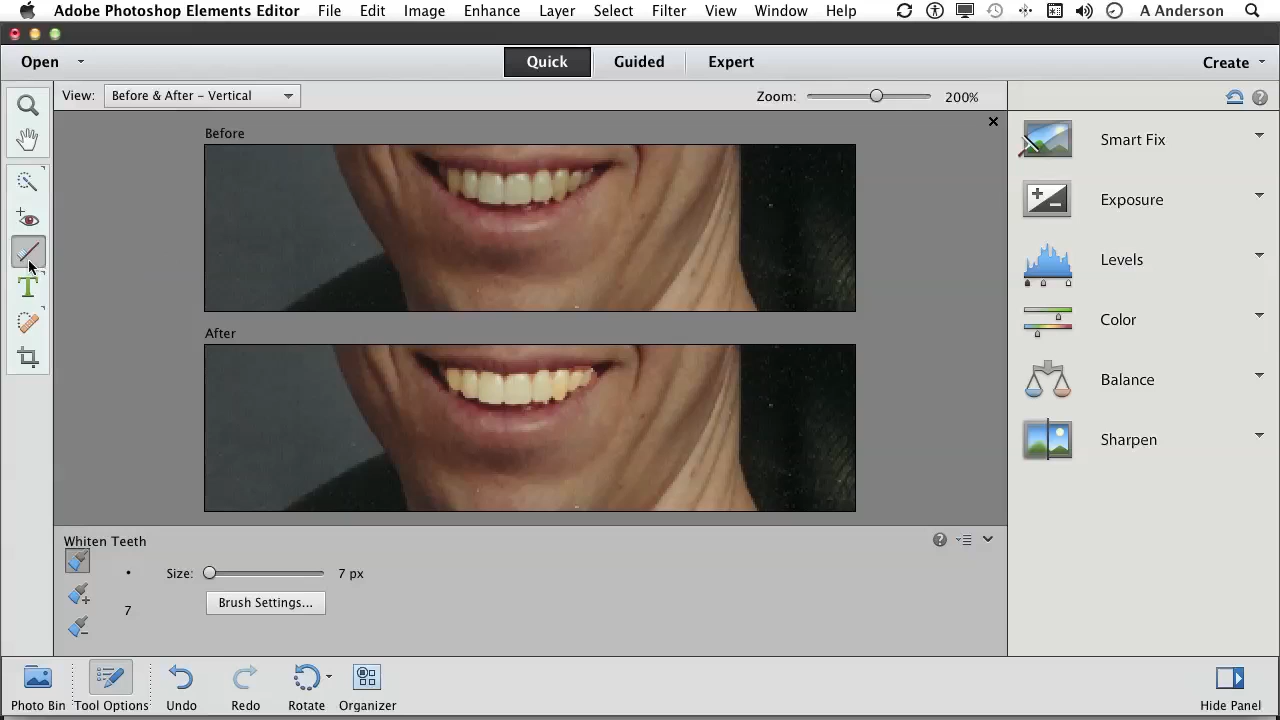 Adobe Photoshop Elements Editor File Edit Image Enhance Layer Select Filter View Window Help A Anderson
Open Quick Guided Expert Create
View: Before & After - Vertical Zoom: 200%
Before
Smart Fix
Exposure
Levels
T
Color
After
Balance
Sharpen
Whiten Teeth
Size: 7 px
7 Brush Settings...
Photo Bin Tool Options Undo Redo Rotate Organizer Hide Panel